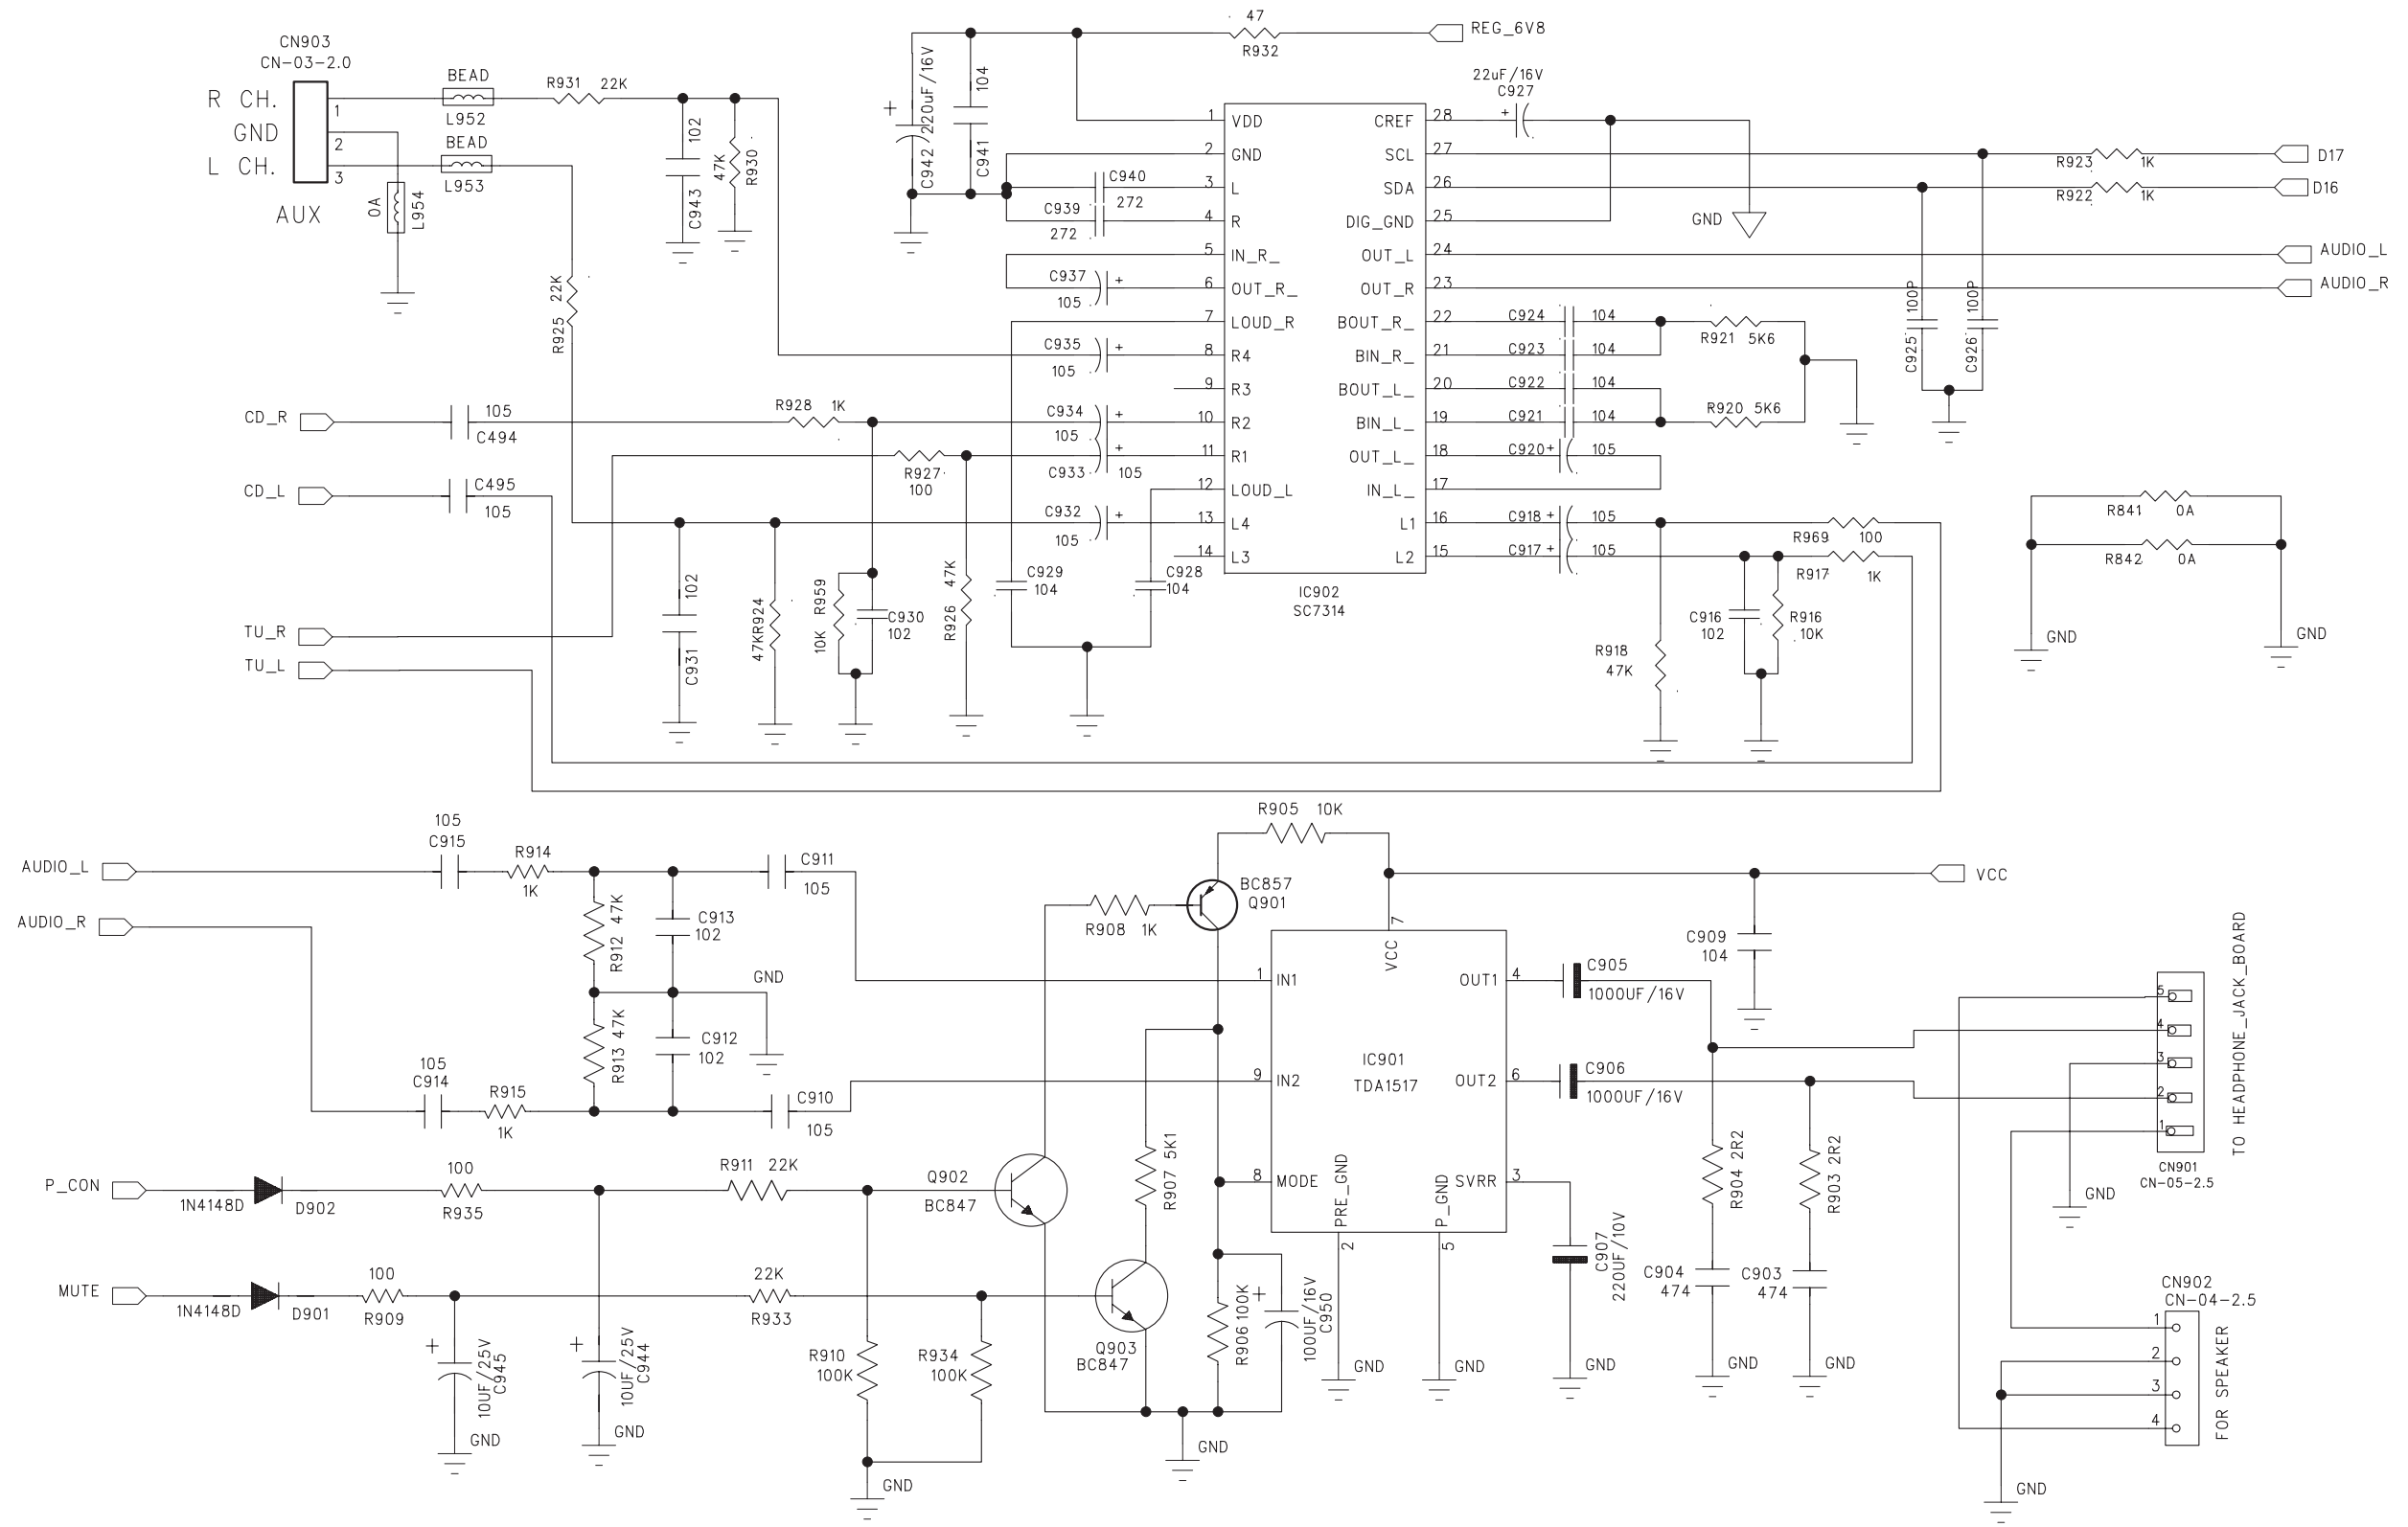 47
REG_6V8
R932
CN903
CN-03-2.0
R CH.
GND
L CH.
AUX
1
2
3
BEAD
L952
BEAD
L953
0A
L954
R931 22K
102
C943
47K
R930
22K
R925
C942/220uF/16V
+
104
C941
22uF/16V
C927
+
C940
272
C939
272
C937
105
+
C935
105
+
C934
105
+
C933
105
+
C932
105
+
1 VDD
2 GND
3 L
4 R
5 IN_R_
6 OUT_R_
7 LOUD_R
8 R4
9 R3
10 R2
11 R1
12 LOUD_L
13 L4
14 L3
CREF 28
SCL 27
SDA 26
DIG_GND 25
OUT_L 24
OUT_R 23
BOUT_R_ 22
BIN_R_ 21
BOUT_L_ 20
BIN_L_ 19
OUT_L_ 18
IN_L_ 17
L1 16
L2 15
IC902
SC7314
GND
R923 1K
D17
R922 1K
D16
AUDIO_L
AUDIO_R
C925 100P
C926 100P
C924 104
C923 104
C922 104
C921 104
C920+ 105
C918+ 105
C917+ 105
R921 5K6
R920 5K6
R969 100
R917 1K
R841 0A
R842 0A
GND
GND
CD_R
105
C494
R928 1K
CD_L
C495
105
R927
100
TU_R
TU_L
102
C931
47KR924
10K R959
C930
102
R926 47K
C929
104
C928
104
R918
47K
C916
102
R916
10K
R905 10K
AUDIO_L
105
C915
R914
1K
C911
105
BC857
Q901
R908 1K
VCC
AUDIO_R
R912 47K
C913
102
GND
R913 47K
C912
102
105
C914
R915
1K
C910
105
7
VCC
1 IN1
9 IN2
8 MODE
OUT1 4
OUT2 6
SVRR 3
IC901
TDA1517
PRE_GND
2
P_GND
5
C909
104
C905
1000UF/16V
C906
1000UF/16V
R904 2R2
R903 2R2
C904
474
C903
474
C907
220UF/10V
5
4
3
2
1
TO HEADPHONE_JACK_BOARD
CN901
CN-05-2.5
GND
P_CON
1N4148D
D902
100
R935
R911 22K
Q902
BC847
R907 5K1
MUTE
1N4148D
D901
100
R909
22K
R933
Q903
BC847
+
10UF/25V
C945
+
10UF/25V
C944
R910
100K
R934
100K
R906 100K
+
100UF/16V
C950
GND
GND
GND
GND
GND
GND
GND
GND
GND
CN902
CN-04-2.5
1
2
3
4
FOR SPEAKER
GND